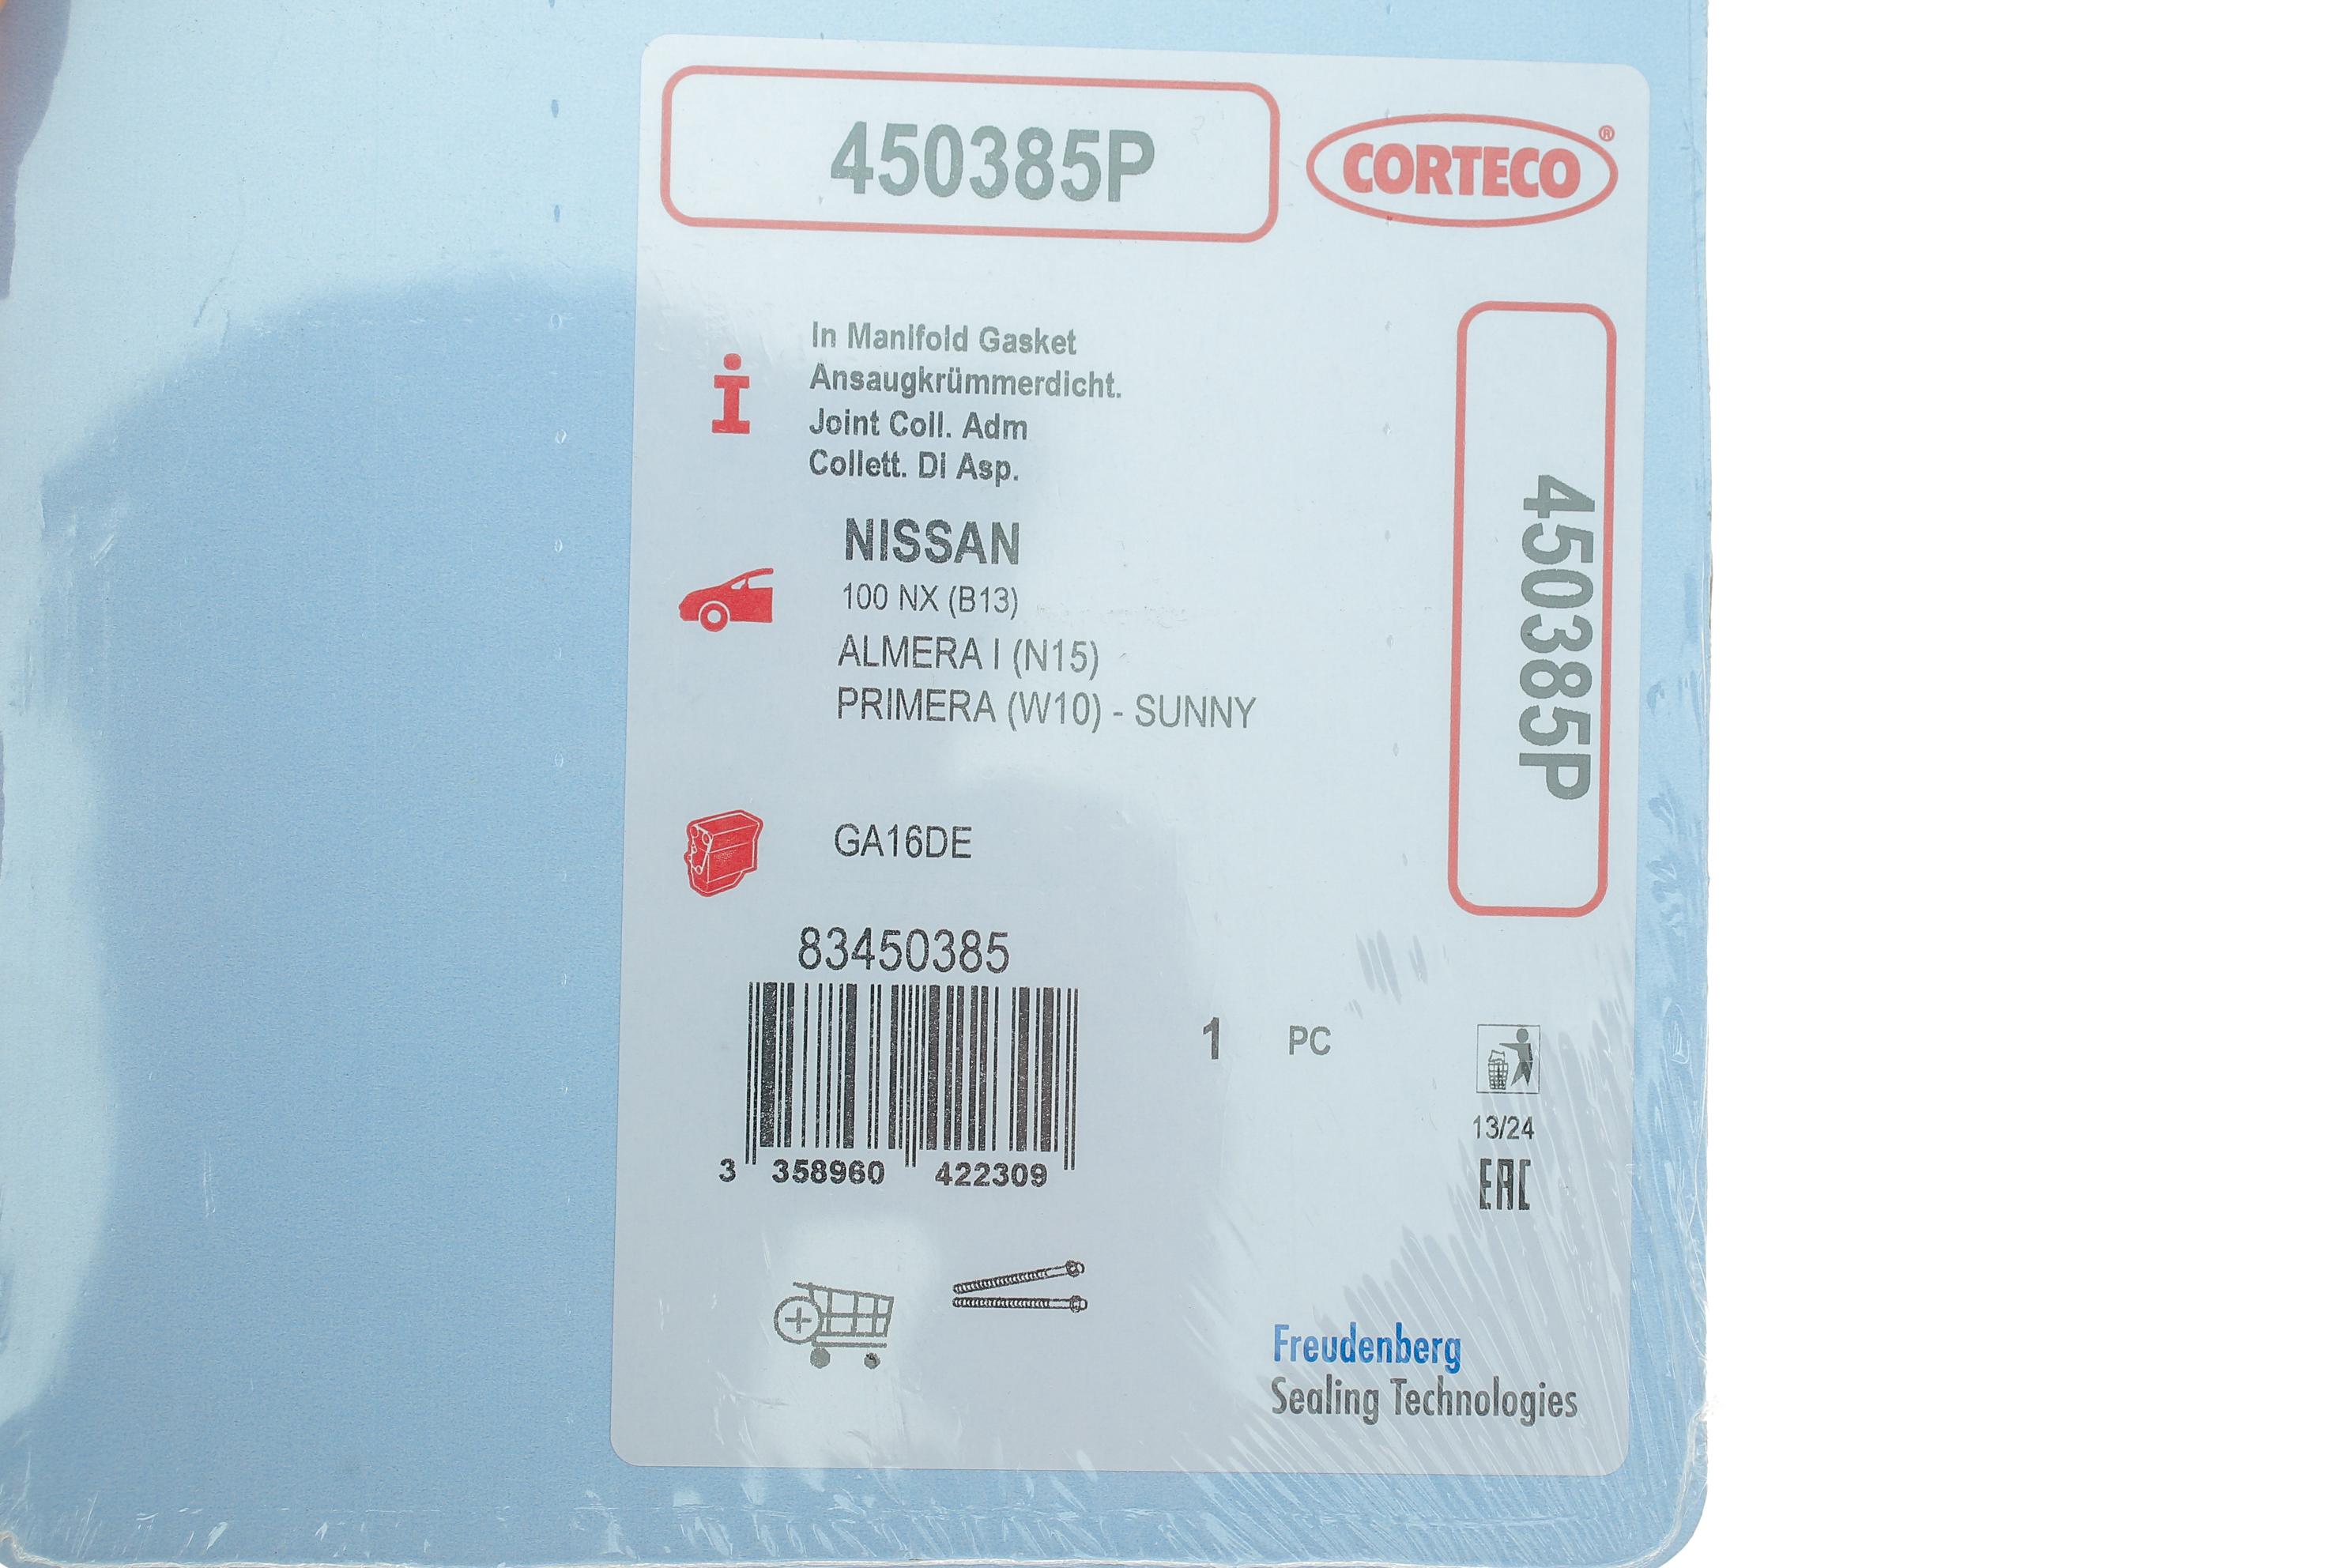 450385P
CORTECO®
In Manifold Gasket
Ansaugkrümmerdicht.
Joint Coll. Adm
Collett. Di Asp.
NISSAN
100 NX (B13)
ALMERA I (N15)
PRIMERA (W10) - SUNNY
450385P
GA16DE
83450385
3 358960 422309
1 PC
13/24
EAC
Freudenberg
Sealing Technologies